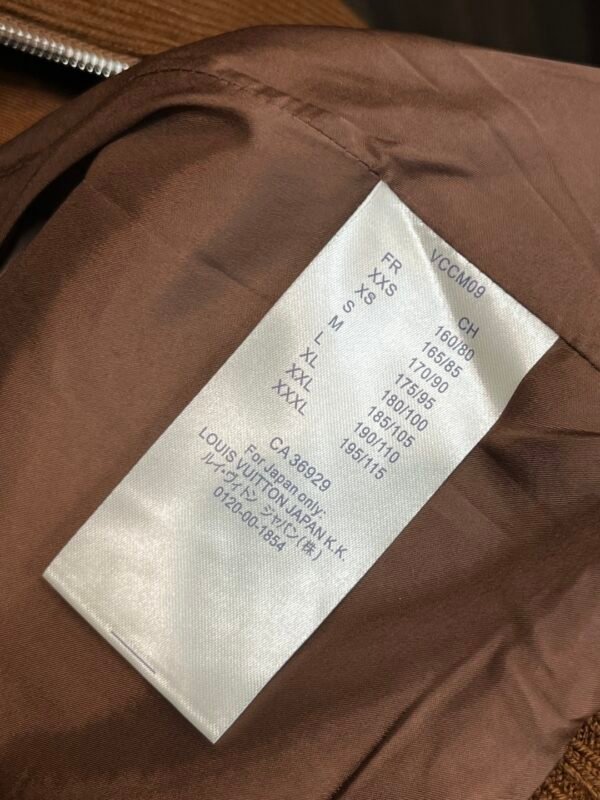 VCCM09
FR CH
XXS 160/80
XS 165/85
S 170/90
M 175/95
L 180/100
XL 185/105
XXL 190/110
XXXL 195/115
CA 36929
For Japan only:
LOUIS VUITTON JAPAN K.K.
ルイ・ヴィトン ジャパン(株)
0120-00-1854